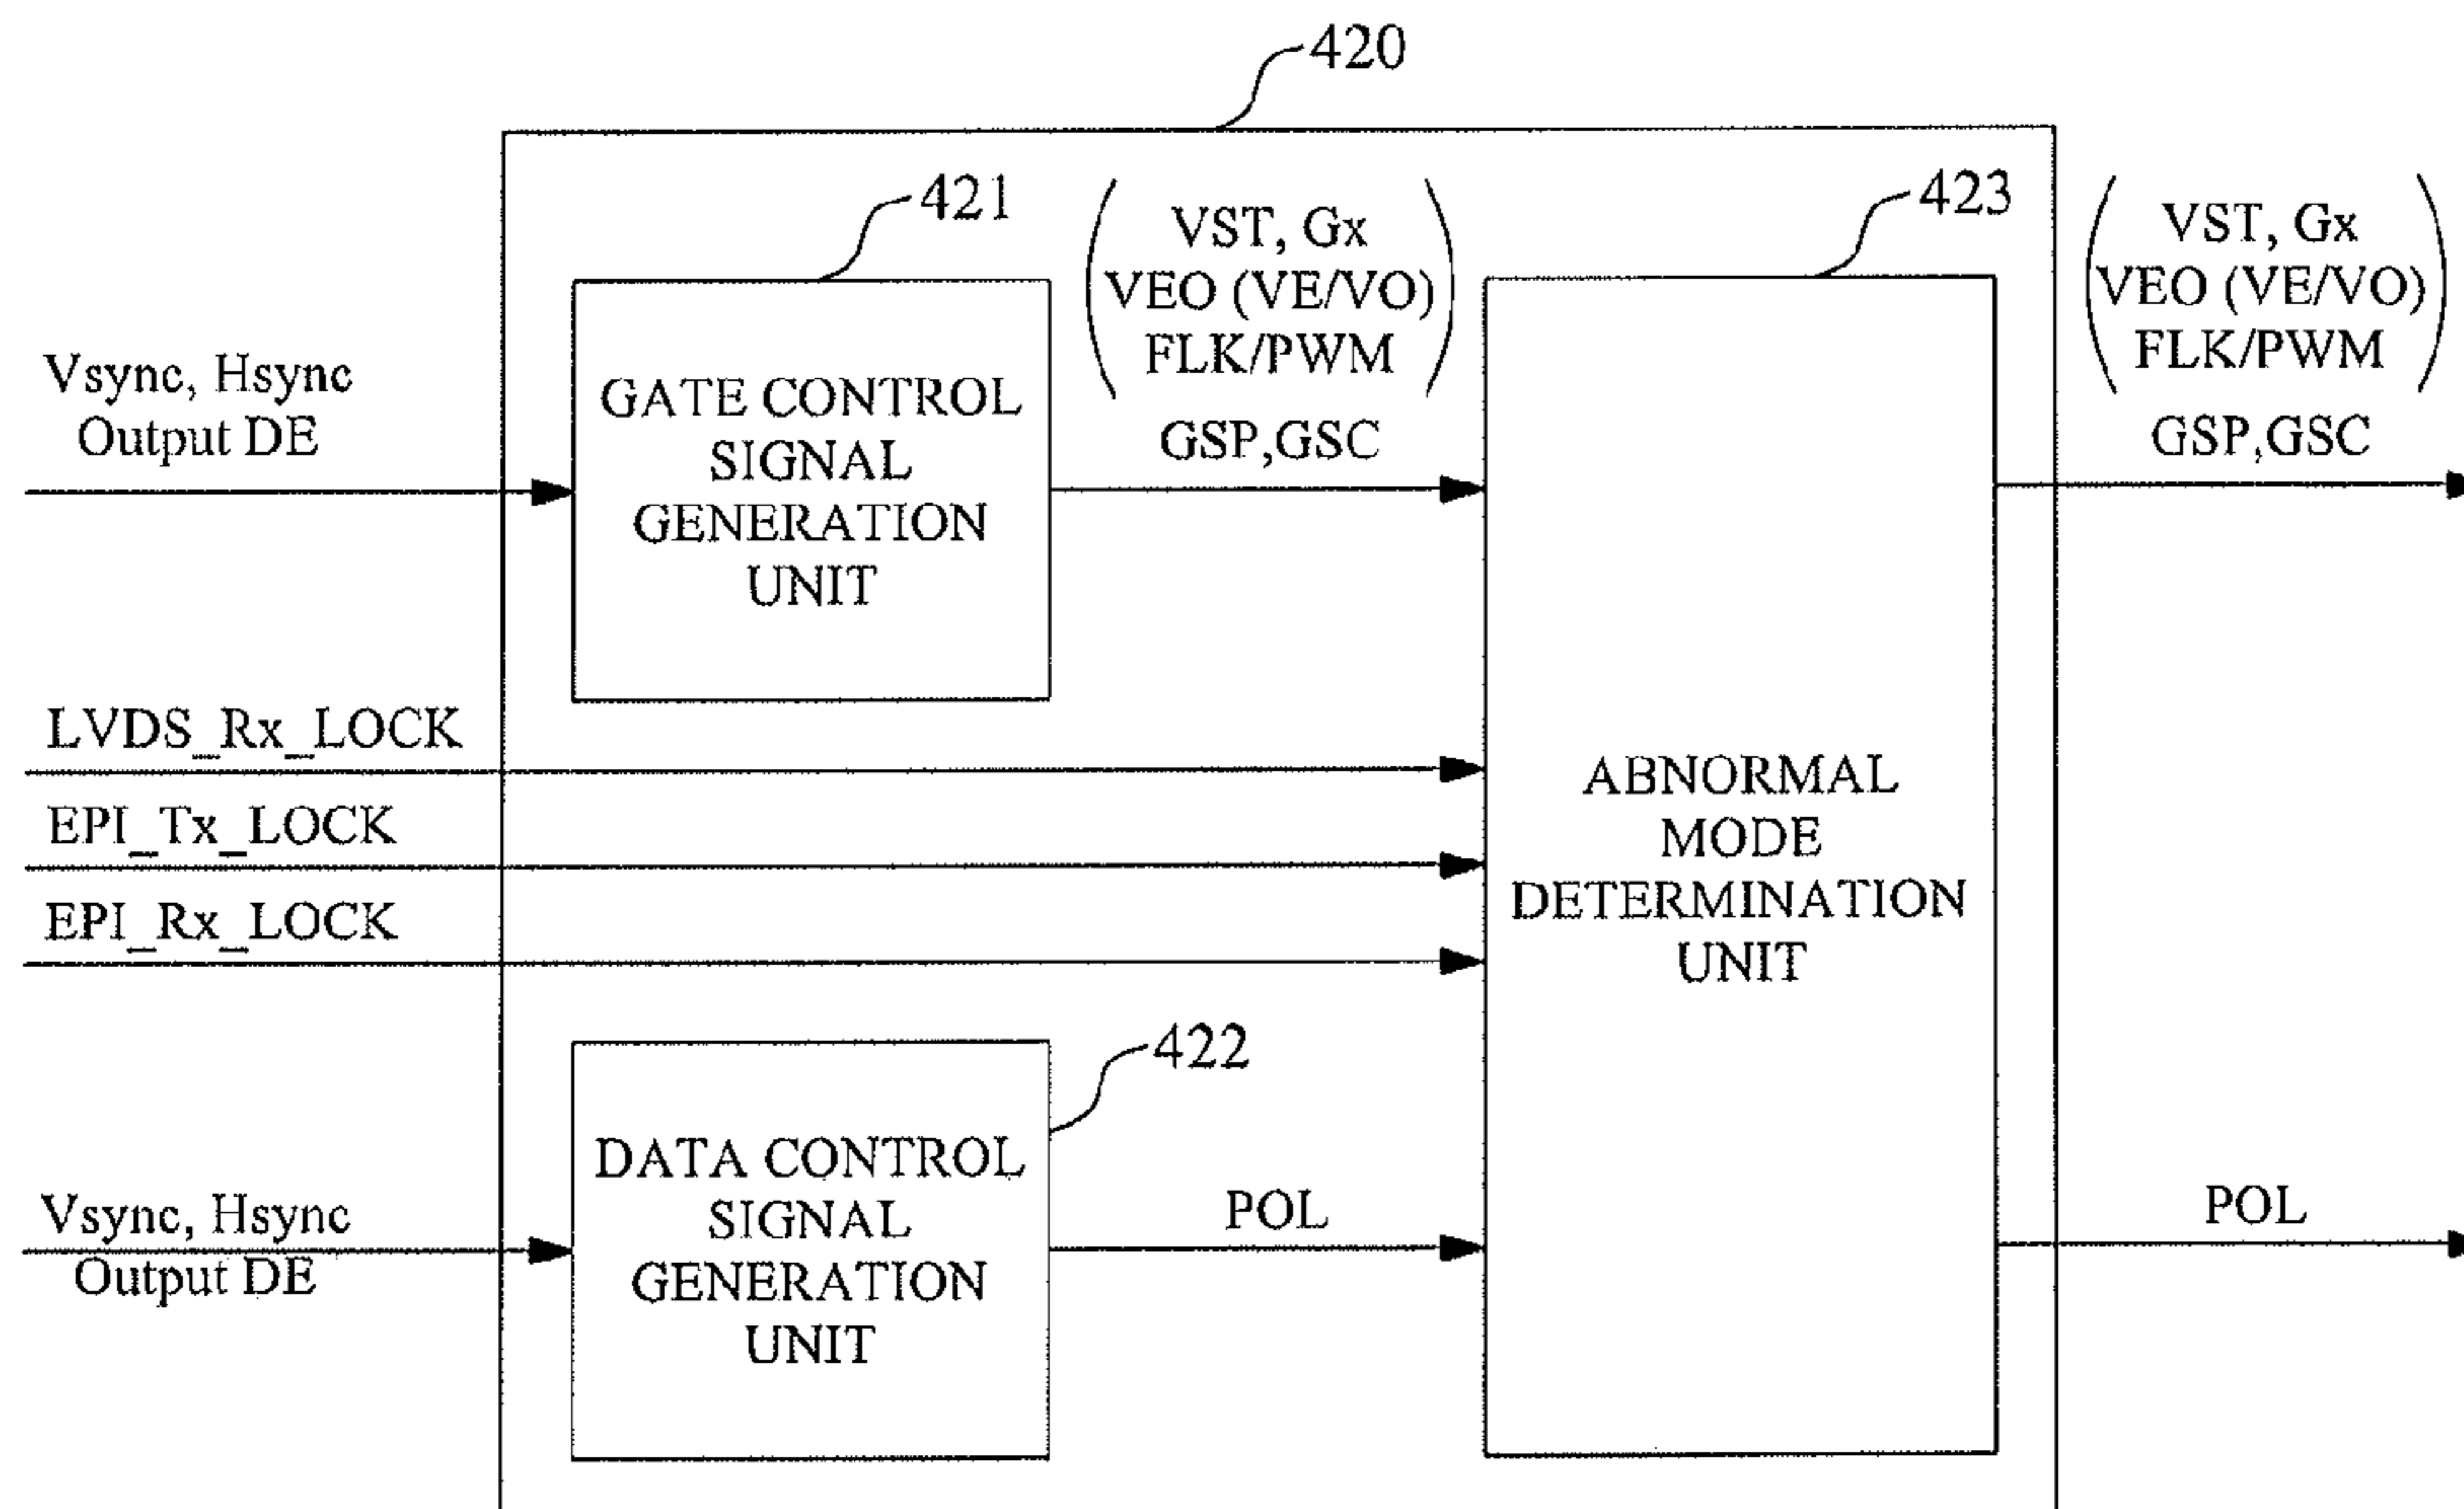 420
421
VST, Gx
VEO (VE/VO)
FLK/PWM
GSP,GSC
423
VST, Gx
VEO (VE/VO)
FLK/PWM
GSP,GSC
Vsync, Hsync
Output DE
GATE CONTROL
SIGNAL
GENERATION
UNIT
LVDS_Rx_LOCK
EPI_Tx_LOCK
EPI_Rx_LOCK
ABNORMAL
MODE
DETERMINATION
UNIT
422
Vsync, Hsync
Output DE
DATA CONTROL
SIGNAL
GENERATION
UNIT
POL
POL